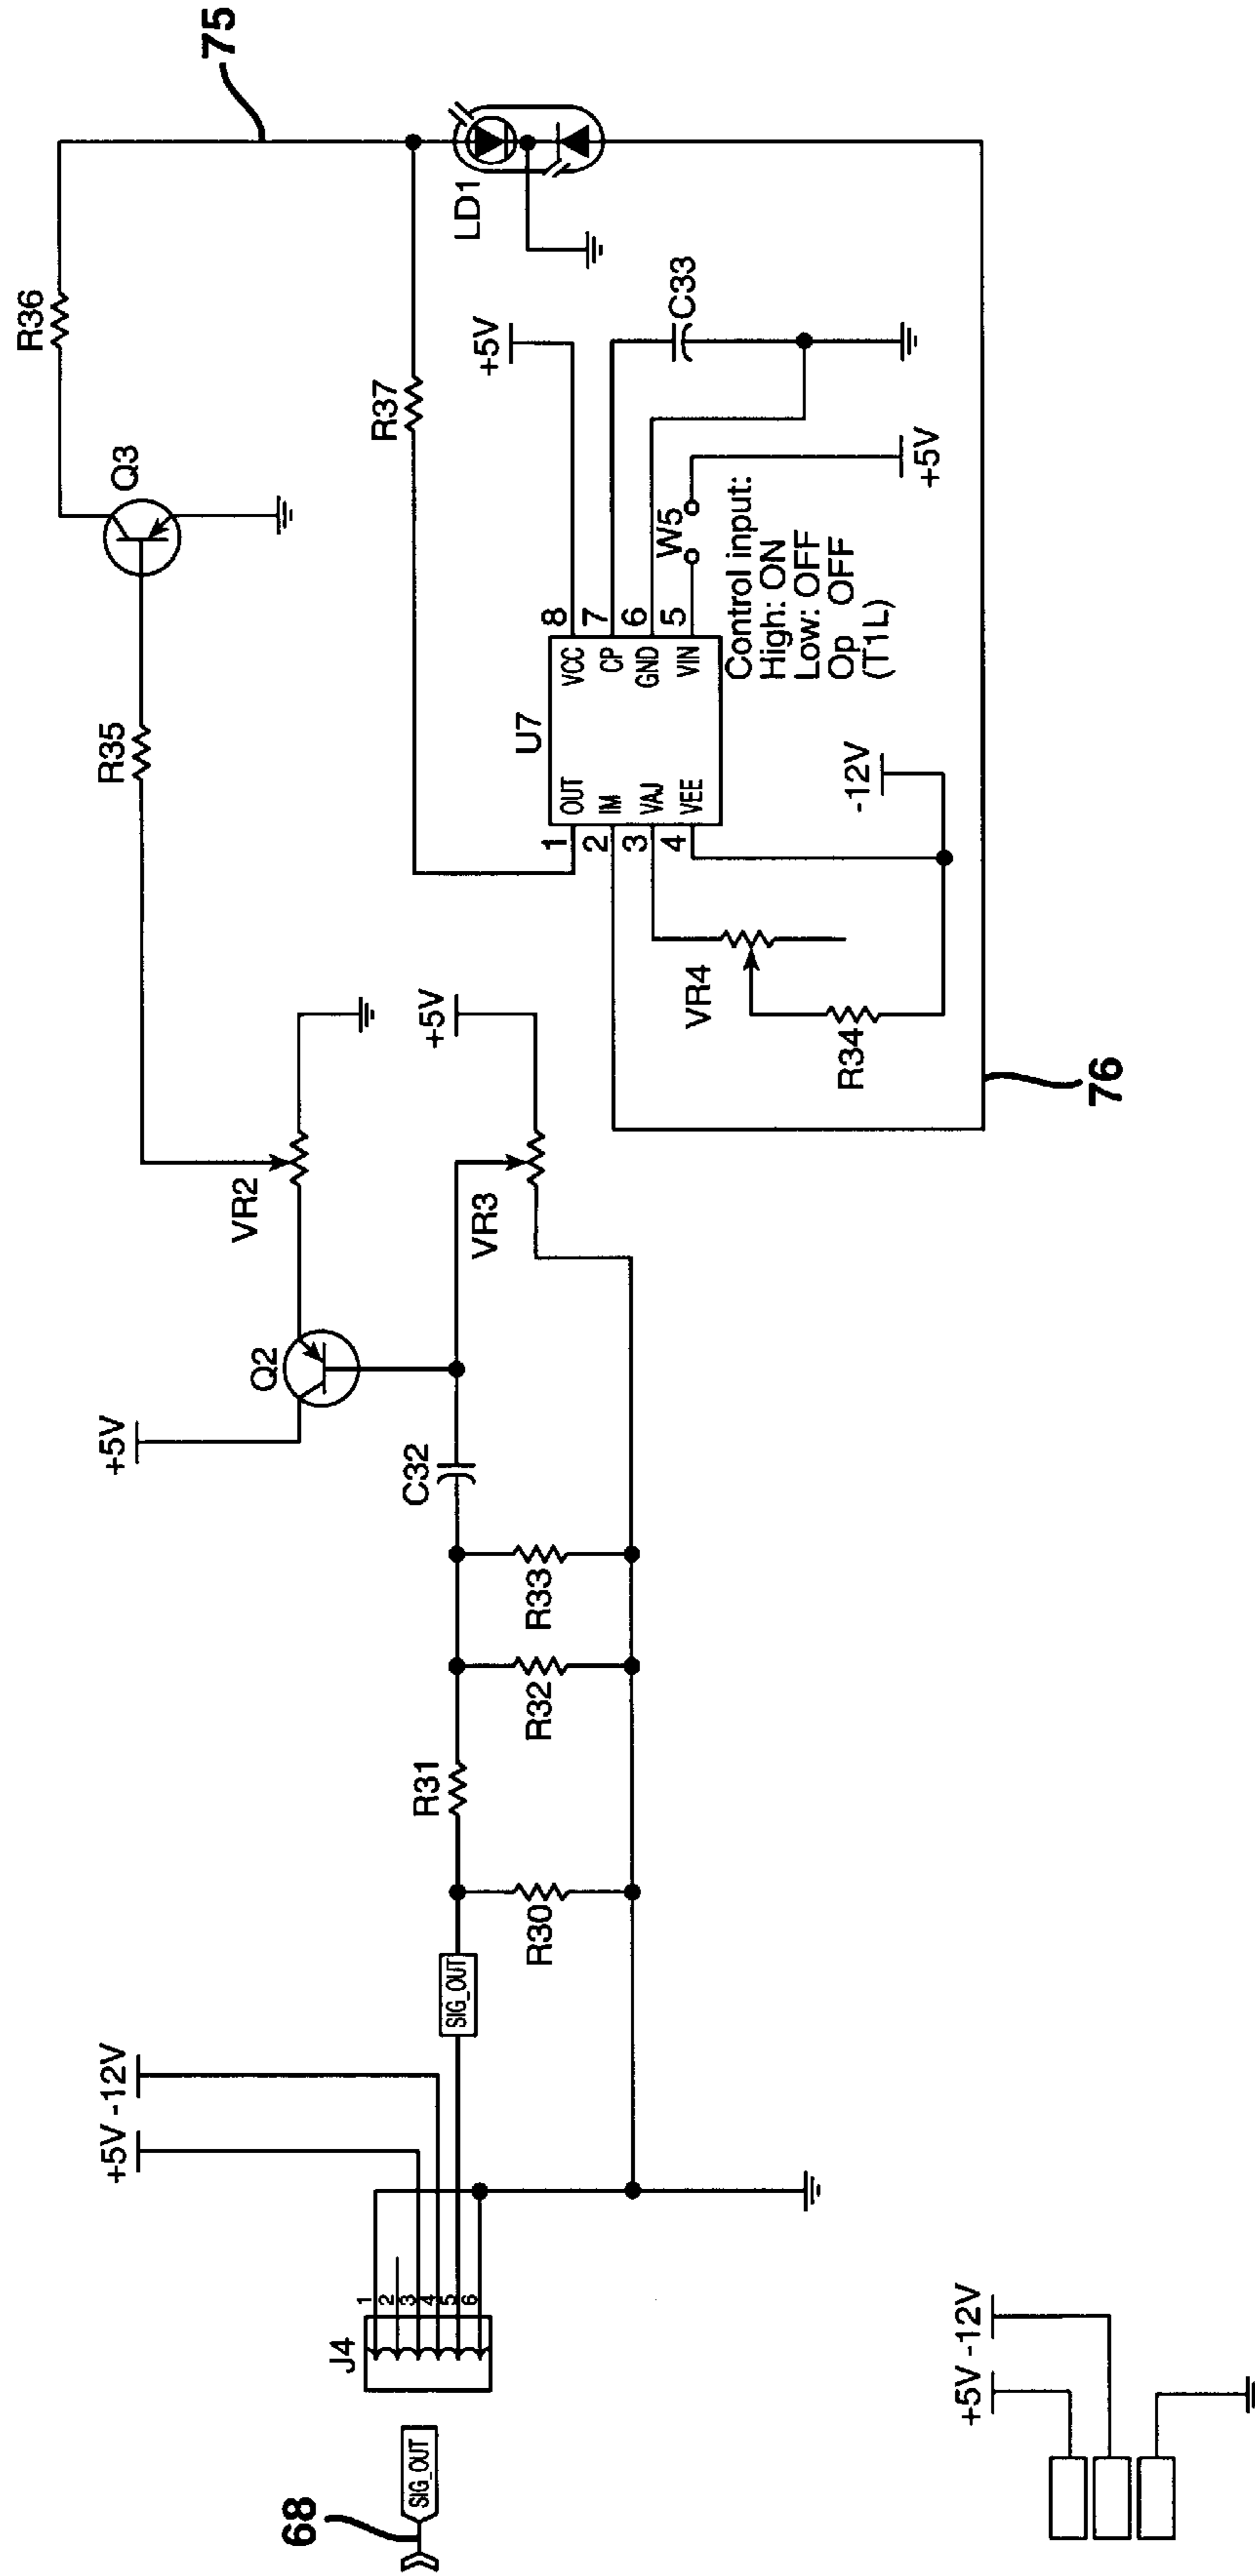 68
SIG_OUT
J4
1
2
3
4
5
6
+5V
-12V
SIG_OUT
R30
R31
R32
R33
C32
+5V
Q2
VR2
VR3
+5V
R35
Q3
R36
75
R37
LD1
U7
1
2
3
4
OUT
IM
VAJ
VEE
VCC
CP
GND
VIN
8
7
6
5
+5V
C33
W5
+5V
Control input:
High: ON
Low: OFF
Op OFF
(T1L)
-12V
VR4
R34
76
+5V
-12V